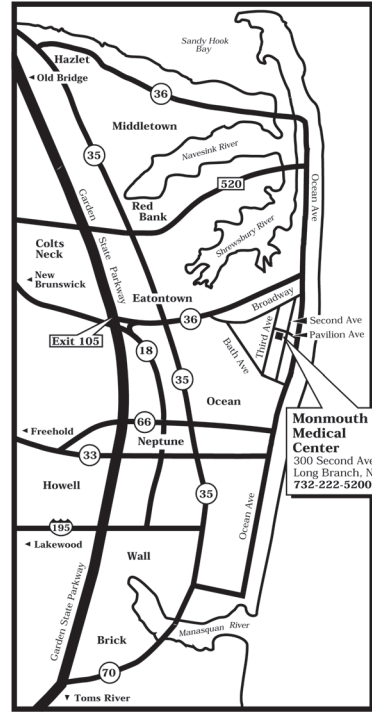 Sandy Hook
Bay
Hazlet
Old Bridge
36
Middletown
35
Navesink River
520
Red
Bank
Garden
State Parkway
Ocean Ave
Shrewsbury River
Colts
Neck
New
Brunswick
Eatontown
Broadway
36
Second Ave
Pavilion Ave
Exit 105
18
Third Ave
Bath Ave
35
Ocean
66
Freehold
Neptune
33
Monmouth
Medical
Center
300 Second Ave
Long Branch, N
732-222-5200
Howell
35
Ocean Ave
195
Lakewood
Wall
Garden State Parkway
Manasquan River
Brick
70
Toms River